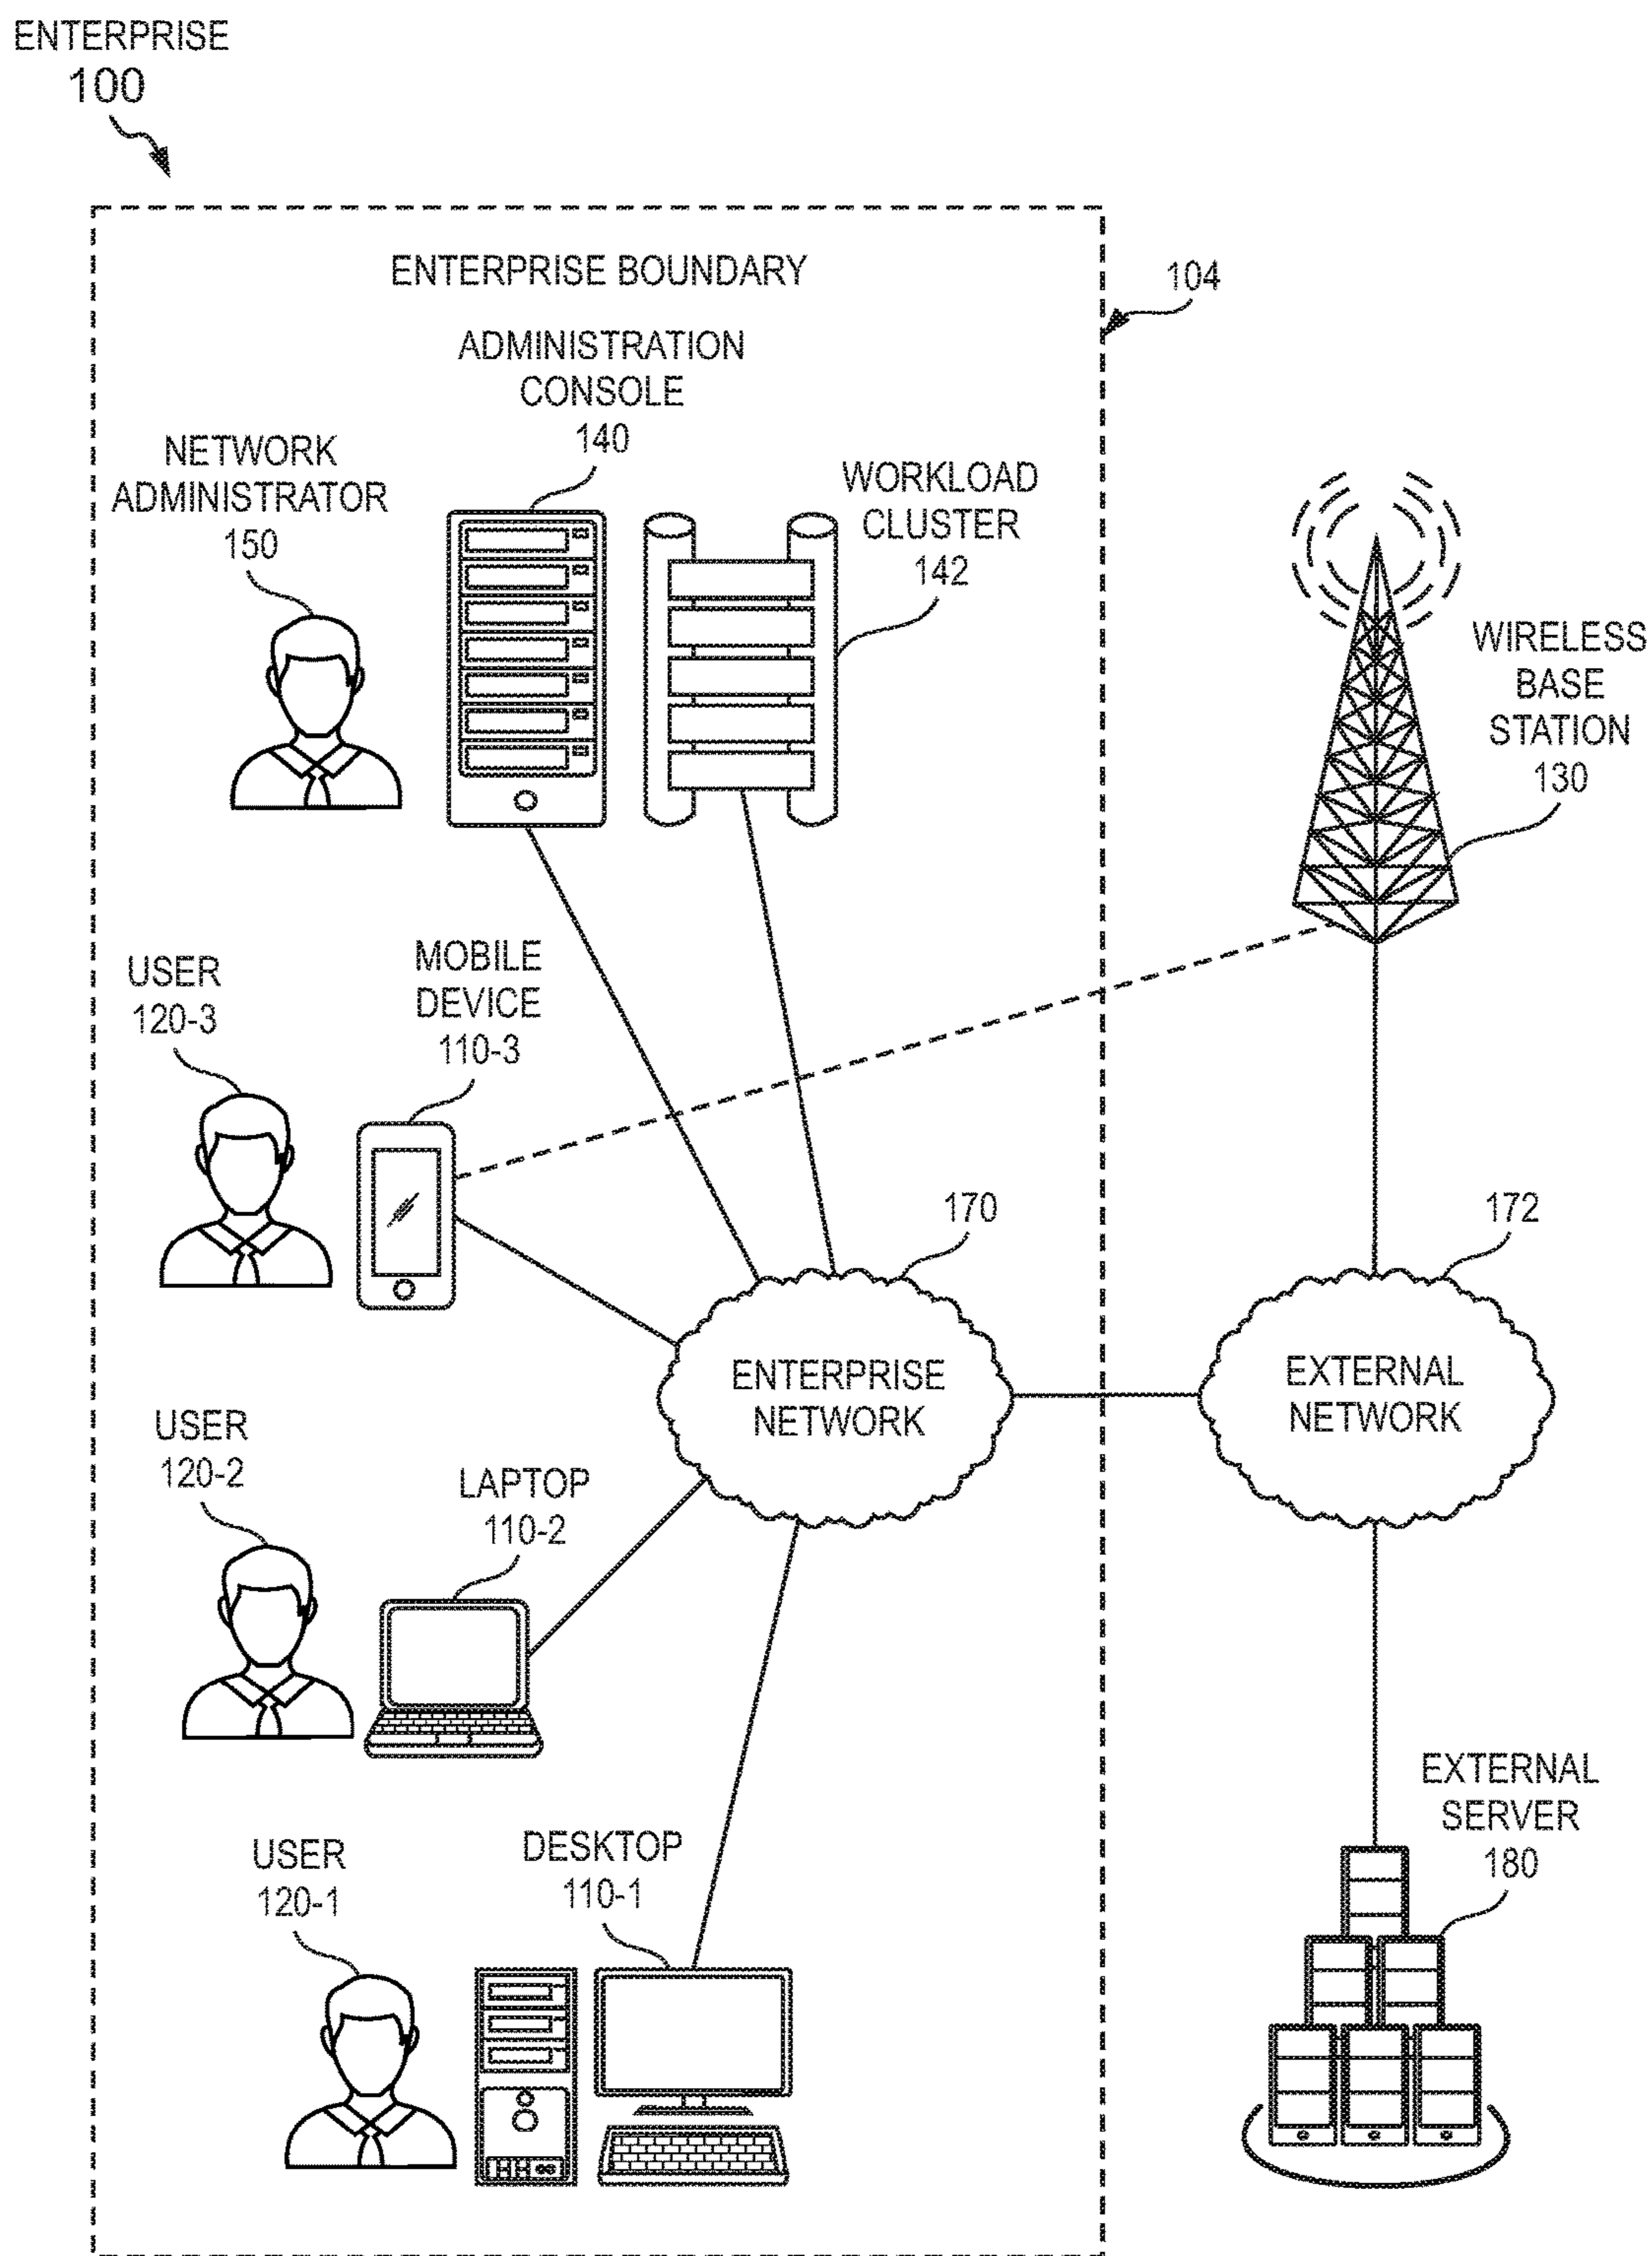 ENTERPRISE
100
ENTERPRISE BOUNDARY
104
ADMINISTRATION
CONSOLE
140
NETWORK
ADMINISTRATOR
150
WORKLOAD
CLUSTER
142
WIRELESS
BASE
STATION
130
USER
120-3
MOBILE
DEVICE
110-3
170
172
ENTERPRISE
NETWORK
EXTERNAL
NETWORK
USER
120-2
LAPTOP
110-2
EXTERNAL
SERVER
180
USER
120-1
DESKTOP
110-1